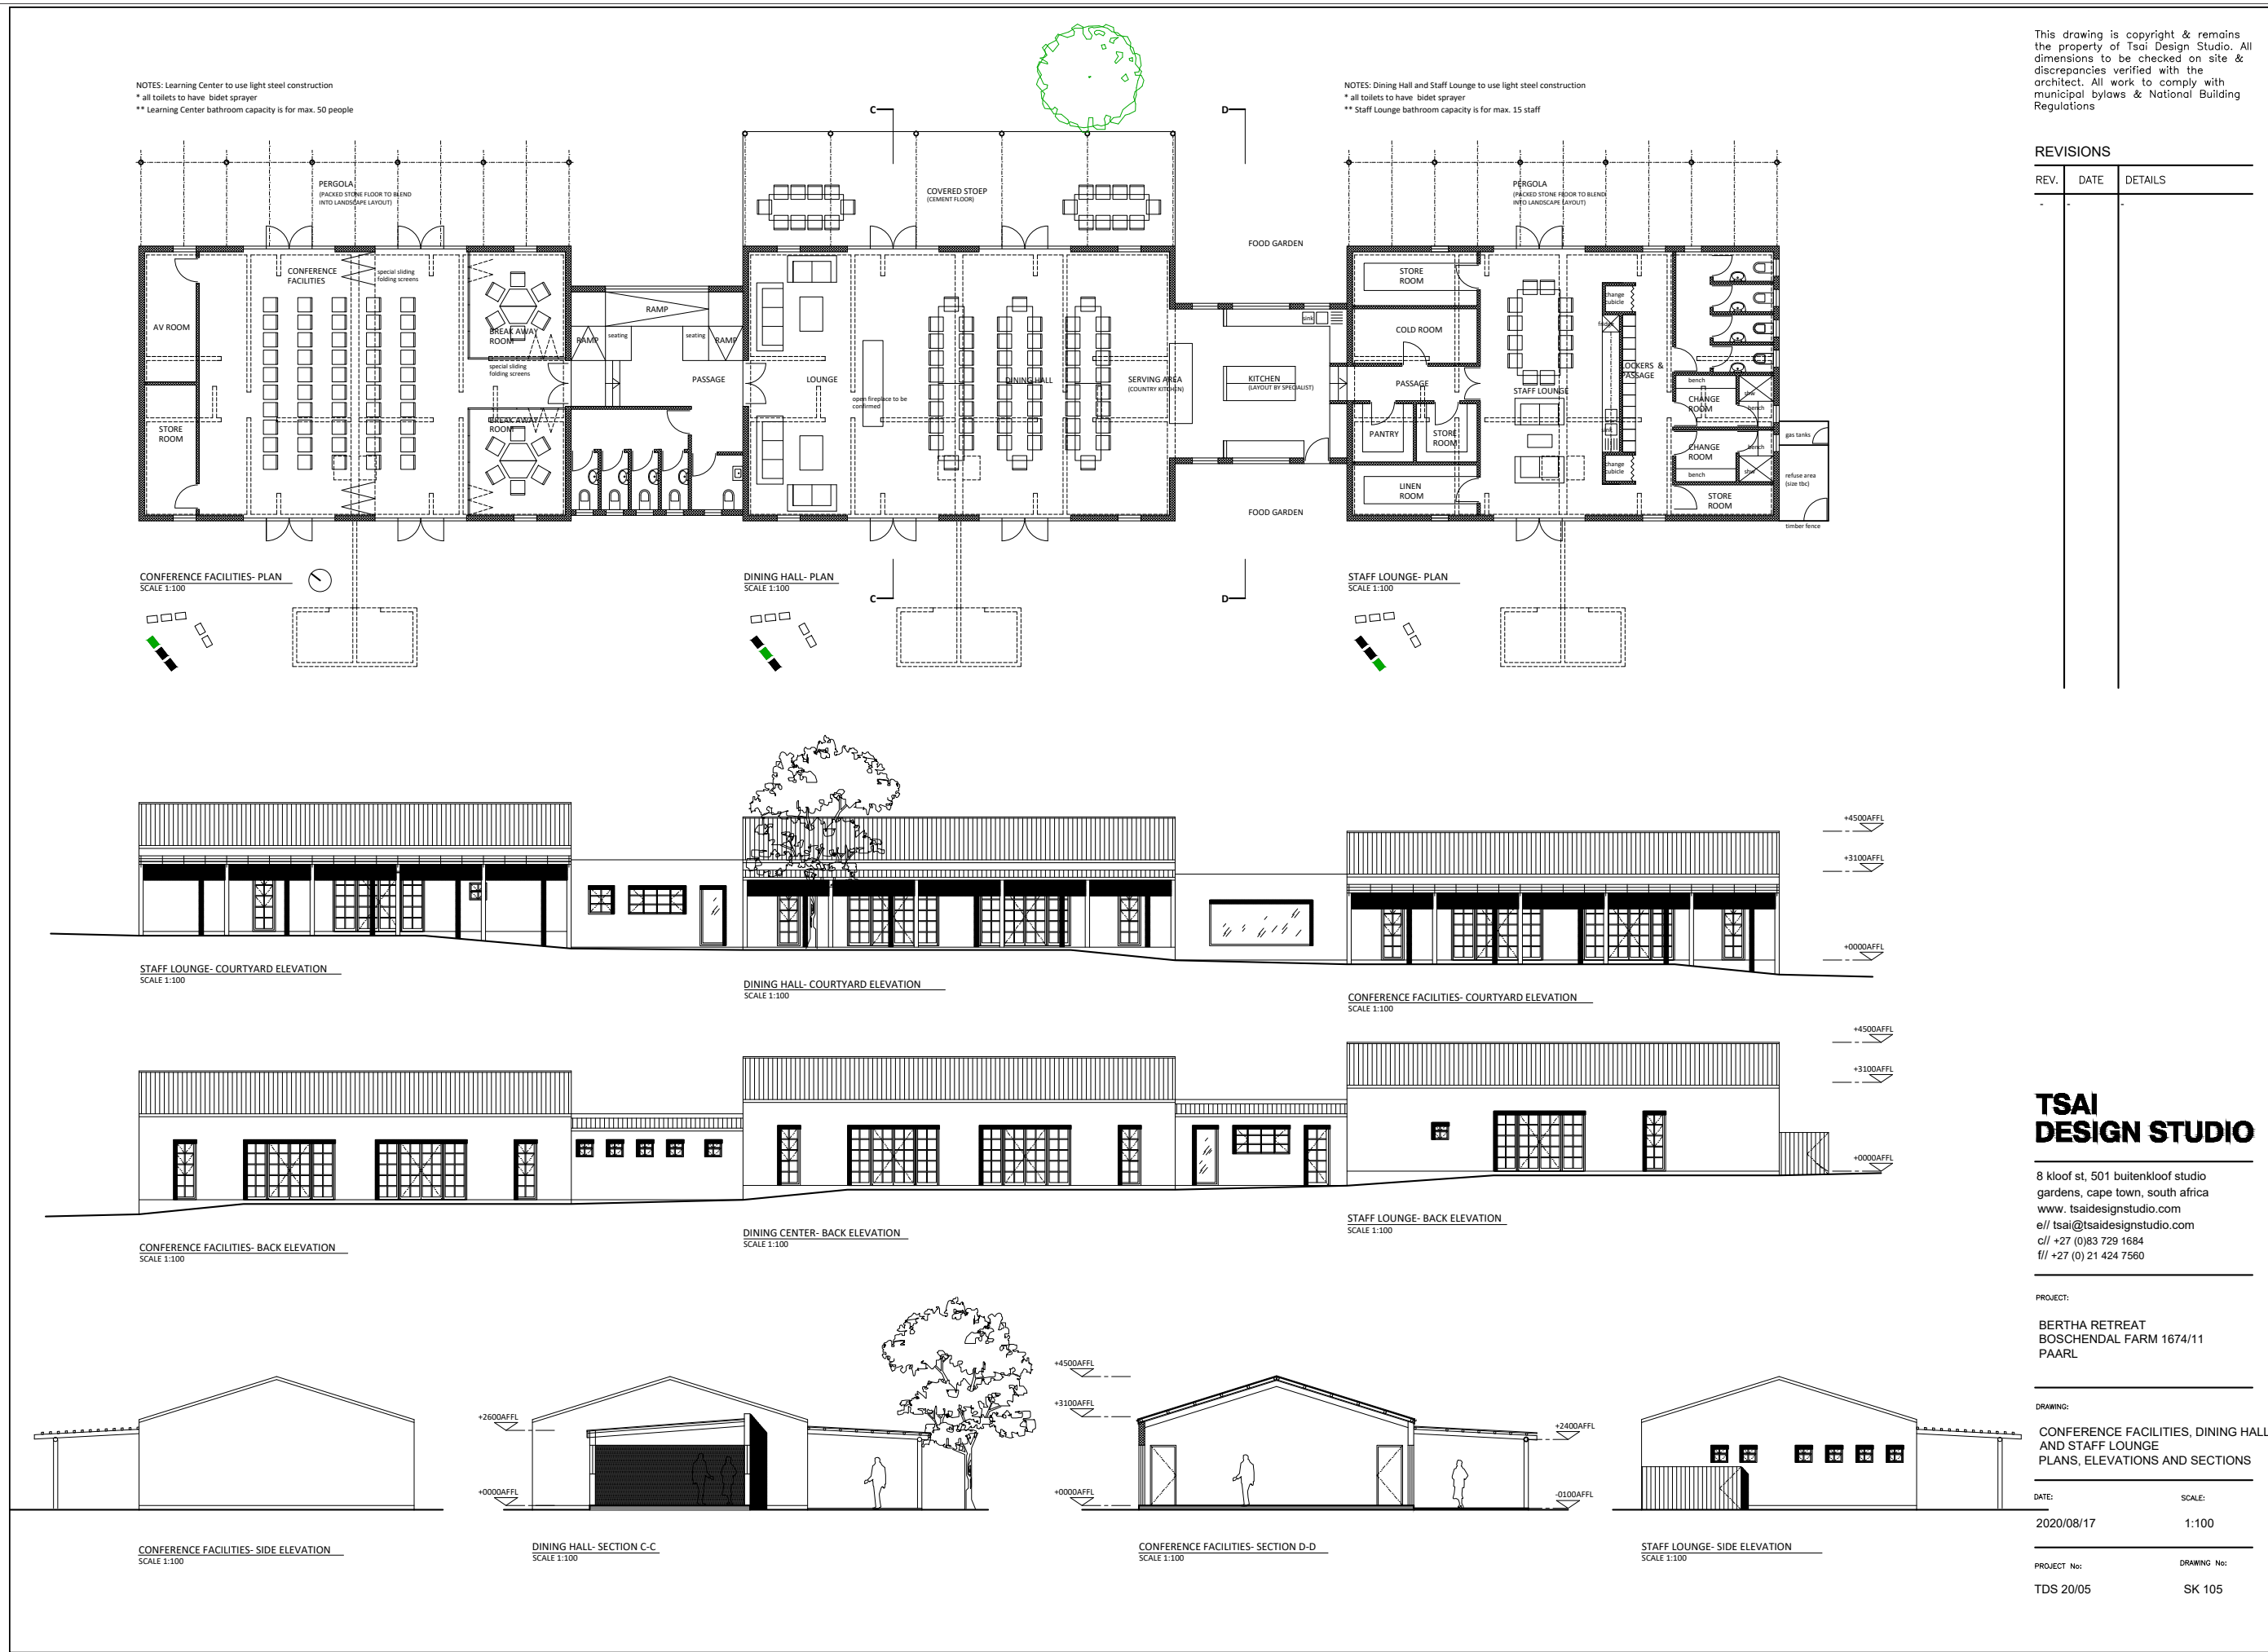 This drawing is copyright & remains
the property of Tsai Design Studio. All
dimensions to be checked on site &
discrepancies verified with the
architect. All work to comply with
municipal bylaws & National Building
Regulations
REVISIONS
REV. DATE DETAILS
- - -
NOTES: Learning Center to use light steel construction
* all toilets to have bidet sprayer
** Learning Center bathroom capacity is for max. 50 people
NOTES: Dining Hall and Staff Lounge to use light steel construction
* all toilets to have bidet sprayer
** Staff Lounge bathroom capacity is for max. 15 staff
C
D
PERGOLA
(PACKED STONE FLOOR TO BLEND
INTO LANDSCAPE LAYOUT)
COVERED STOEP
(CEMENT FLOOR)
PERGOLA
(PACKED STONE FLOOR TO BLEND
INTO LANDSCAPE LAYOUT)
FOOD GARDEN
CONFERENCE
FACILITIES
special sliding
folding screens
AV ROOM
STORE
ROOM
BREAK AWAY
ROOM
special sliding
folding screens
BREAK AWAY
ROOM
RAMP
RAMP
seating
seating
RAMP
PASSAGE
LOUNGE
open fireplace to be
confirmed
DINING HALL
SERVING AREA
(COUNTRY KITCHEN)
sink
KITCHEN
(LAYOUT BY SPECIALIST)
FOOD GARDEN
STORE
ROOM
COLD ROOM
PASSAGE
PANTRY
STORE
ROOM
LINEN
ROOM
STAFF LOUNGE
change
cubicle
fridge
sink
change
cubicle
LOCKERS &
PASSAGE
bench
CHANGE
ROOM
shw
bench
CHANGE
ROOM
bench
bench
shw
STORE
ROOM
gas tanks
refuse area
(size tbc)
timber fence
CONFERENCE FACILITIES- PLAN
SCALE 1:100
DINING HALL- PLAN
SCALE 1:100
C
D
STAFF LOUNGE- PLAN
SCALE 1:100
+4500AFFL
+3100AFFL
+0000AFFL
STAFF LOUNGE- COURTYARD ELEVATION
SCALE 1:100
DINING HALL- COURTYARD ELEVATION
SCALE 1:100
CONFERENCE FACILITIES- COURTYARD ELEVATION
SCALE 1:100
+4500AFFL
+3100AFFL
+0000AFFL
CONFERENCE FACILITIES- BACK ELEVATION
SCALE 1:100
DINING CENTER- BACK ELEVATION
SCALE 1:100
STAFF LOUNGE- BACK ELEVATION
SCALE 1:100
+2600AFFL
+0000AFFL
+4500AFFL
+3100AFFL
+0000AFFL
+2400AFFL
-0100AFFL
CONFERENCE FACILITIES- SIDE ELEVATION
SCALE 1:100
DINING HALL- SECTION C-C
SCALE 1:100
CONFERENCE FACILITIES- SECTION D-D
SCALE 1:100
STAFF LOUNGE- SIDE ELEVATION
SCALE 1:100
TSAI
DESIGN STUDIO
8 kloof st, 501 buitenkloof studio
gardens, cape town, south africa
www. tsaidesignstudio.com
e// tsai@tsaidesignstudio.com
c// +27 (0)83 729 1684
f// +27 (0) 21 424 7560
PROJECT:
BERTHA RETREAT
BOSCHENDAL FARM 1674/11
PAARL
DRAWING:
CONFERENCE FACILITIES, DINING HALL
AND STAFF LOUNGE
PLANS, ELEVATIONS AND SECTIONS
DATE: SCALE:
2020/08/17 1:100
PROJECT No: DRAWING No:
TDS 20/05 SK 105